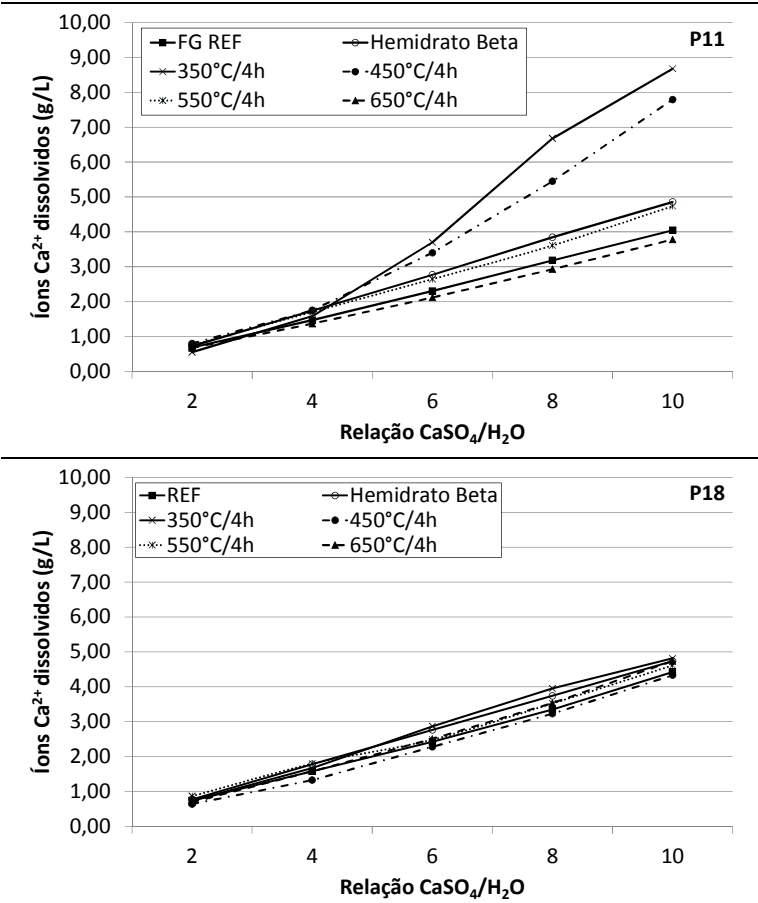 10,00
9,00
8,00
7,00
6,00
5,00
4,00
3,00
2,00
1,00
0,00
Íons Ca²⁺ dissolvidos (g/L)
FG REF Hemidrato Beta
350°C/4h 450°C/4h
550°C/4h 650°C/4h
P11
2 4 6 8 10
Relação CaSO₄/H₂O
10,00
9,00
8,00
7,00
6,00
5,00
4,00
3,00
2,00
1,00
0,00
Íons Ca²⁺ dissolvidos (g/L)
REF Hemidrato Beta
350°C/4h 450°C/4h
550°C/4h 650°C/4h
P18
2 4 6 8 10
Relação CaSO₄/H₂O